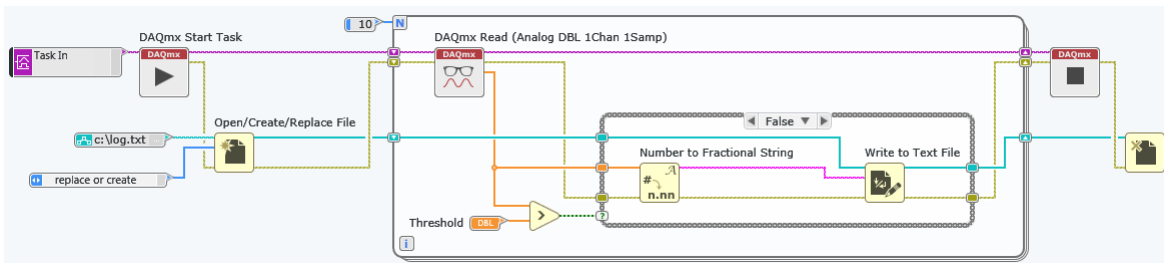 10
N
DAQmx Start Task
DAQmx Read (Analog DBL 1Chan 1Samp)
Task In
DAQmx
DAQmx
DAQmx
Open/Create/Replace File
False
c:\log.txt
Number to Fractional String
Write to Text File
#
A
n.nn
replace or create
Threshold
DBL
>
?
i